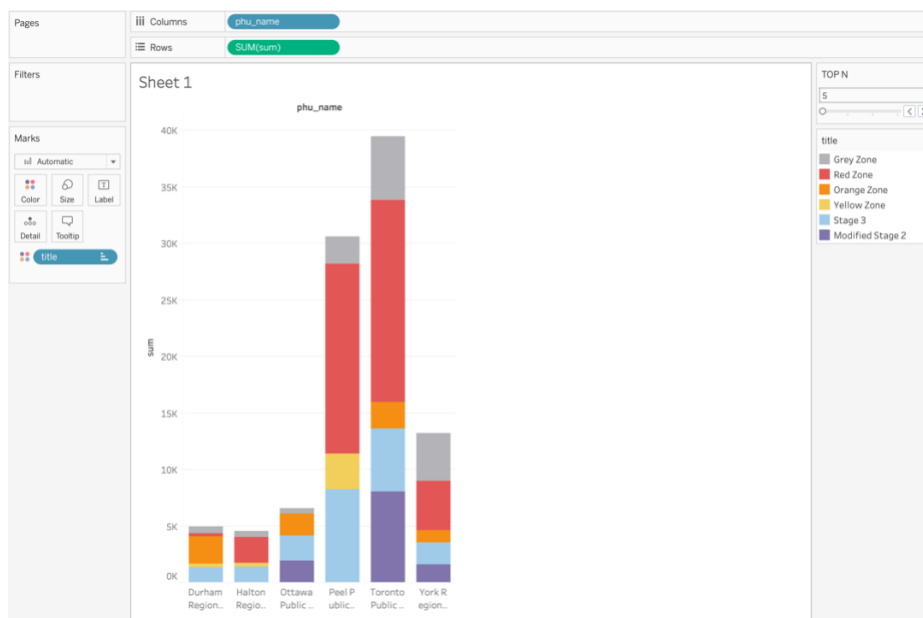 Pages
Columns
phu_name
Rows
SUM(sum)
Filters
Marks
Automatic
Color
Size
Label
Detail
Tooltip
title
Sheet 1
phu_name
40K
35K
30K
25K
20K
15K
10K
5K
0K
sum
Durham
Region..
Halton
Regio..
Ottawa
Public ..
Peel P
ublic..
Toronto
Public ..
York R
egion..
TOP N
5
title
Grey Zone
Red Zone
Orange Zone
Yellow Zone
Stage 3
Modified Stage 2